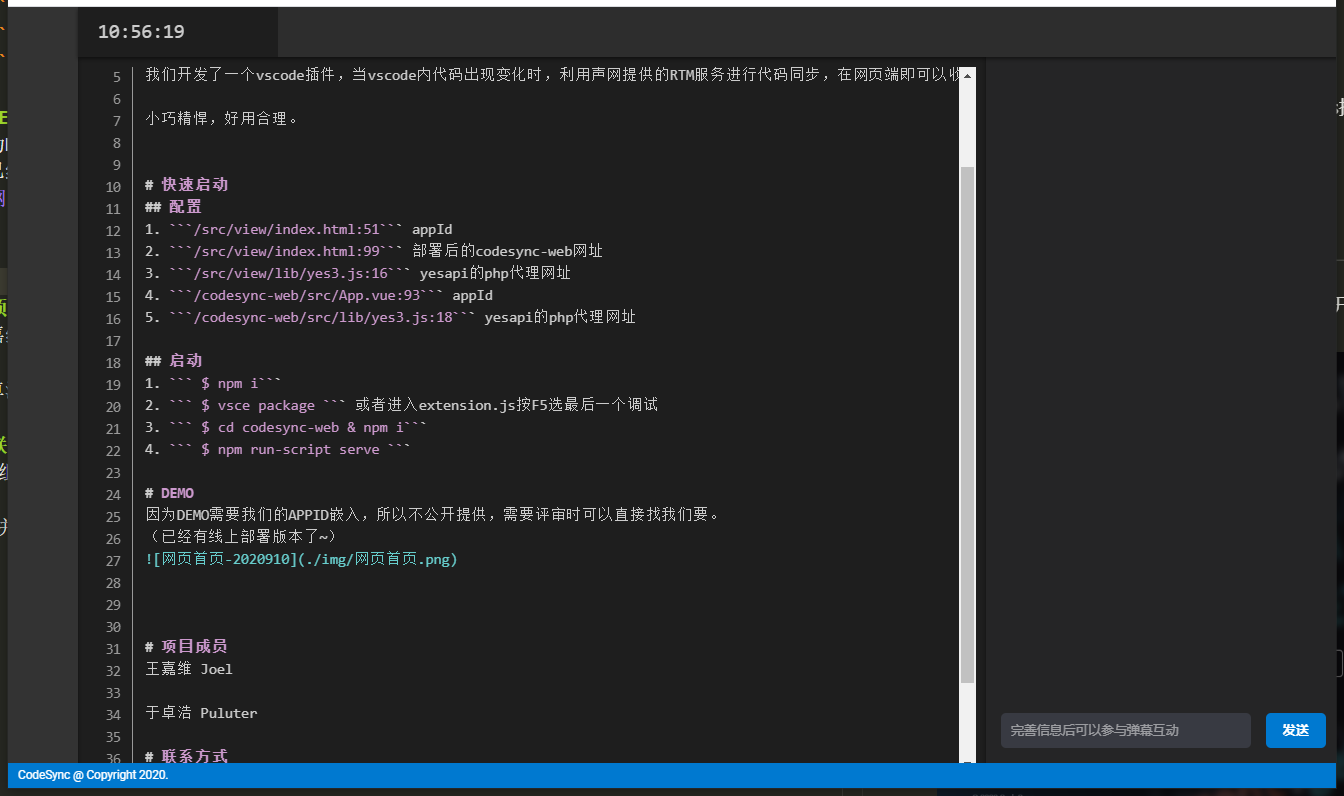 10:56:19
5 我们开发了一个vscode插件，当vscode内代码出现变化时，利用声网提供的RTM服务进行代码同步，在网页端即可以收
6
7 小巧精悍，好用合理。
8
9
10 # 快速启动
11 ## 配置
12 1. ```/src/view/index.html:51``` appId
13 2. ```/src/view/index.html:99``` 部署后的codesync-web网址
14 3. ```/src/view/lib/yes3.js:16``` yesapi的php代理网址
15 4. ```/codesync-web/src/App.vue:93``` appId
16 5. ```/codesync-web/src/lib/yes3.js:18``` yesapi的php代理网址
17
18 ## 启动
19 1. ``` $ npm i```
20 2. ``` $ vsce package ``` 或者进入extension.js按F5选最后一个调试
21 3. ``` $ cd codesync-web & npm i```
22 4. ``` $ npm run-script serve ```
23
24 # DEMO
25 因为DEMO需要我们的APPID嵌入，所以不公开提供，需要评审时可以直接找我们要。
26 （已经有线上部署版本了~）
27 ![网页首页-2020910](./img/网页首页.png)
28
29
30
31 # 项目成员
32 王嘉维 Joel
33
34 于卓浩 Puluter
35
36 # 联系方式
完善信息后可以参与弹幕互动 发送
CodeSync @ Copyright 2020.